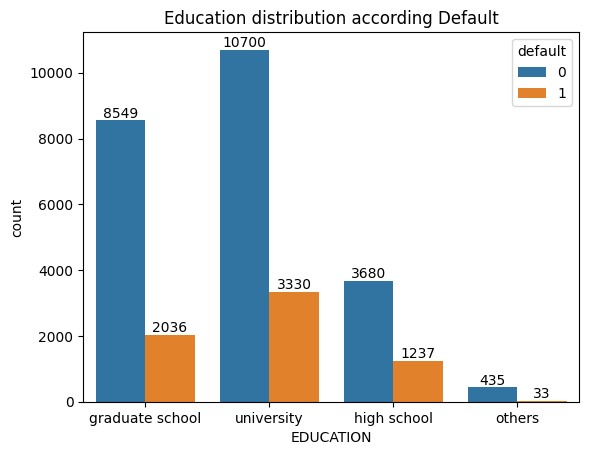 Education distribution according Default
default
0
1
10000
8000
6000
4000
2000
0
count
8549
2036
10700
3330
3680
1237
435
33
graduate school
university
high school
others
EDUCATION